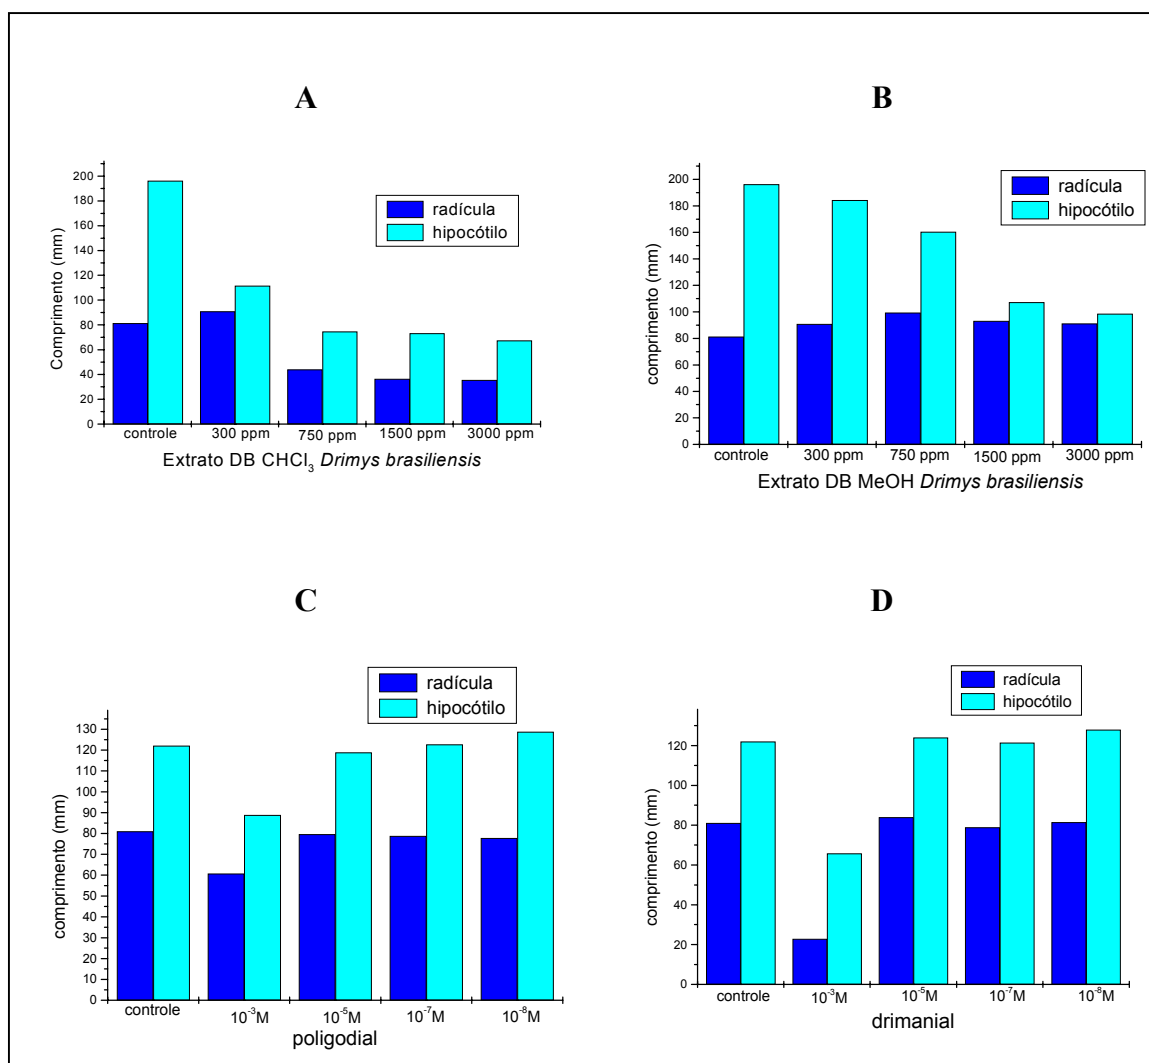 A
Comprimento (mm)
200
180
160
140
120
100
80
60
40
20
0
radícula
hipocótilo
controle 300 ppm 750 ppm 1500 ppm 3000 ppm
Extrato DB CHCl₃ Drimys brasiliensis
B
comprimento (mm)
200
180
160
140
120
100
80
60
40
20
0
radícula
hipocótilo
controle 300 ppm 750 ppm 1500 ppm 3000 ppm
Extrato DB MeOH Drimys brasiliensis
C
radícula
hipocótilo
comprimento (mm)
130
120
110
100
90
80
70
60
50
40
30
20
10
0
controle 10⁻³M 10⁻⁵M 10⁻⁷M 10⁻⁸M
poligodial
D
radícula
hipocótilo
comprimento (mm)
120
100
80
60
40
20
0
controle 10⁻³M 10⁻⁵M 10⁻⁷M 10⁻⁸M
drimanial